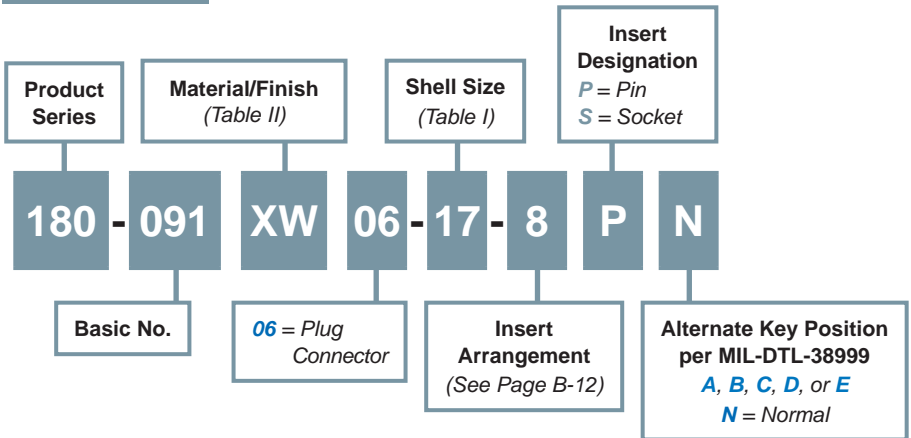 Insert
Designation
P = Pin
S = Socket
Product
Series
Material/Finish
(Table II)
Shell Size
(Table I)
180 - 091 XW 06 - 17 - 8 P N
Basic No.
06 = Plug
Connector
Insert
Arrangement
(See Page B-12)
Alternate Key Position
per MIL-DTL-38999
A, B, C, D, or E
N = Normal